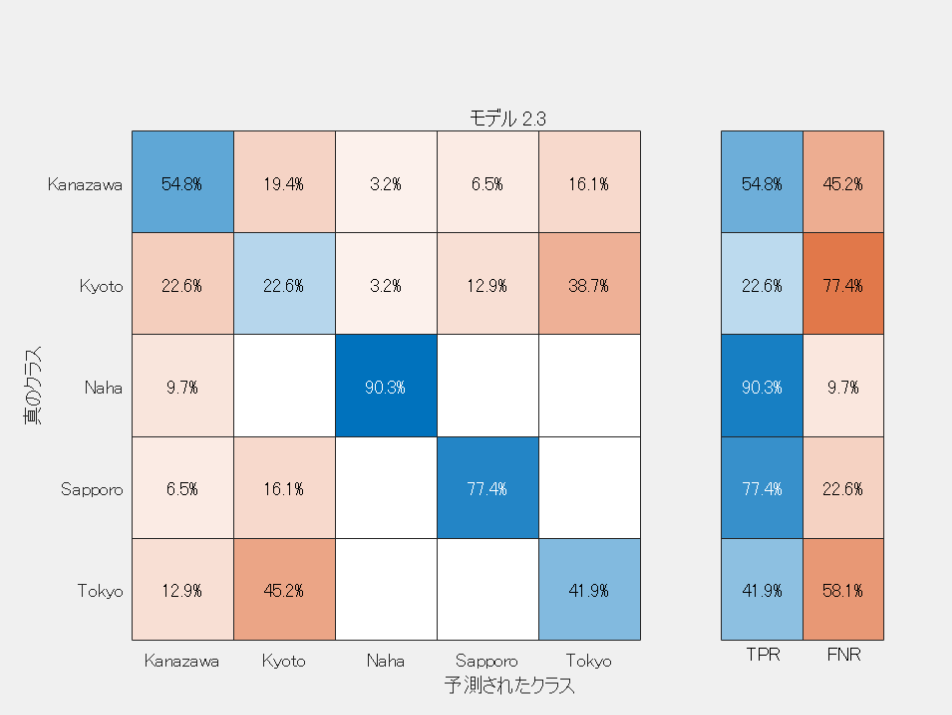 モデル 2.3
Kanazawa 54.8% 19.4% 3.2% 6.5% 16.1% 54.8% 45.2%
Kyoto 22.6% 22.6% 3.2% 12.9% 38.7% 22.6% 77.4%
真のクラス
Naha 9.7% 90.3% 90.3% 9.7%
Sapporo 6.5% 16.1% 77.4% 77.4% 22.6%
Tokyo 12.9% 45.2% 41.9% 41.9% 58.1%
Kanazawa Kyoto Naha Sapporo Tokyo TPR FNR
予測されたクラス